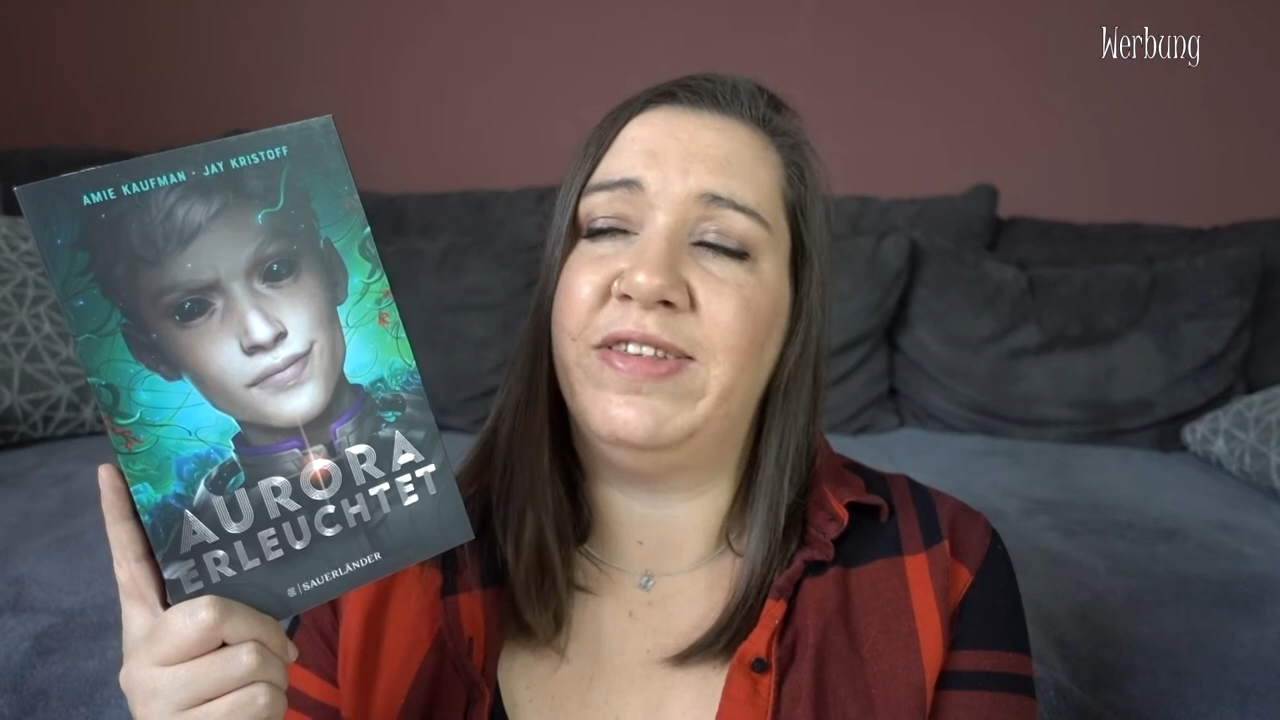 Werbung
AMIE KAUFMAN · JAY KRISTOFF
AURORA
ERLEUCHTET
SAUERLÄNDER